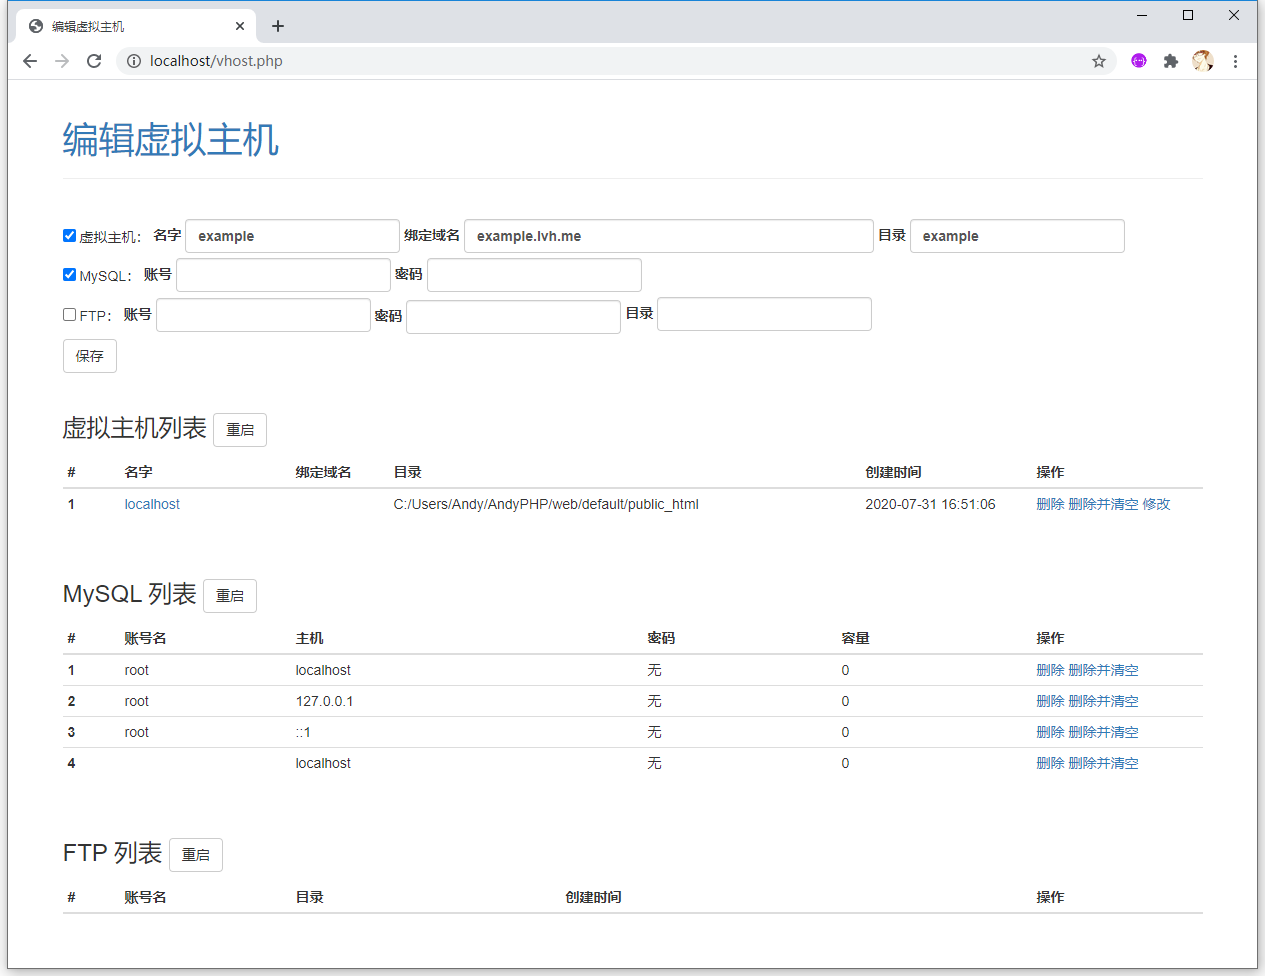 编辑虚拟主机
localhost/vhost.php
编辑虚拟主机
虚拟主机： 名字 example 绑定域名 example.lvh.me 目录 example
MySQL： 账号 密码
FTP： 账号 密码 目录
保存
虚拟主机列表 重启
# 名字 绑定域名 目录 创建时间 操作
1 localhost C:/Users/Andy/AndyPHP/web/default/public_html 2020-07-31 16:51:06 删除 删除并清空 修改
MySQL 列表 重启
# 账号名 主机 密码 容量 操作
1 root localhost 无 0 删除 删除并清空
2 root 127.0.0.1 无 0 删除 删除并清空
3 root ::1 无 0 删除 删除并清空
4 localhost 无 0 删除 删除并清空
FTP 列表 重启
# 账号名 目录 创建时间 操作